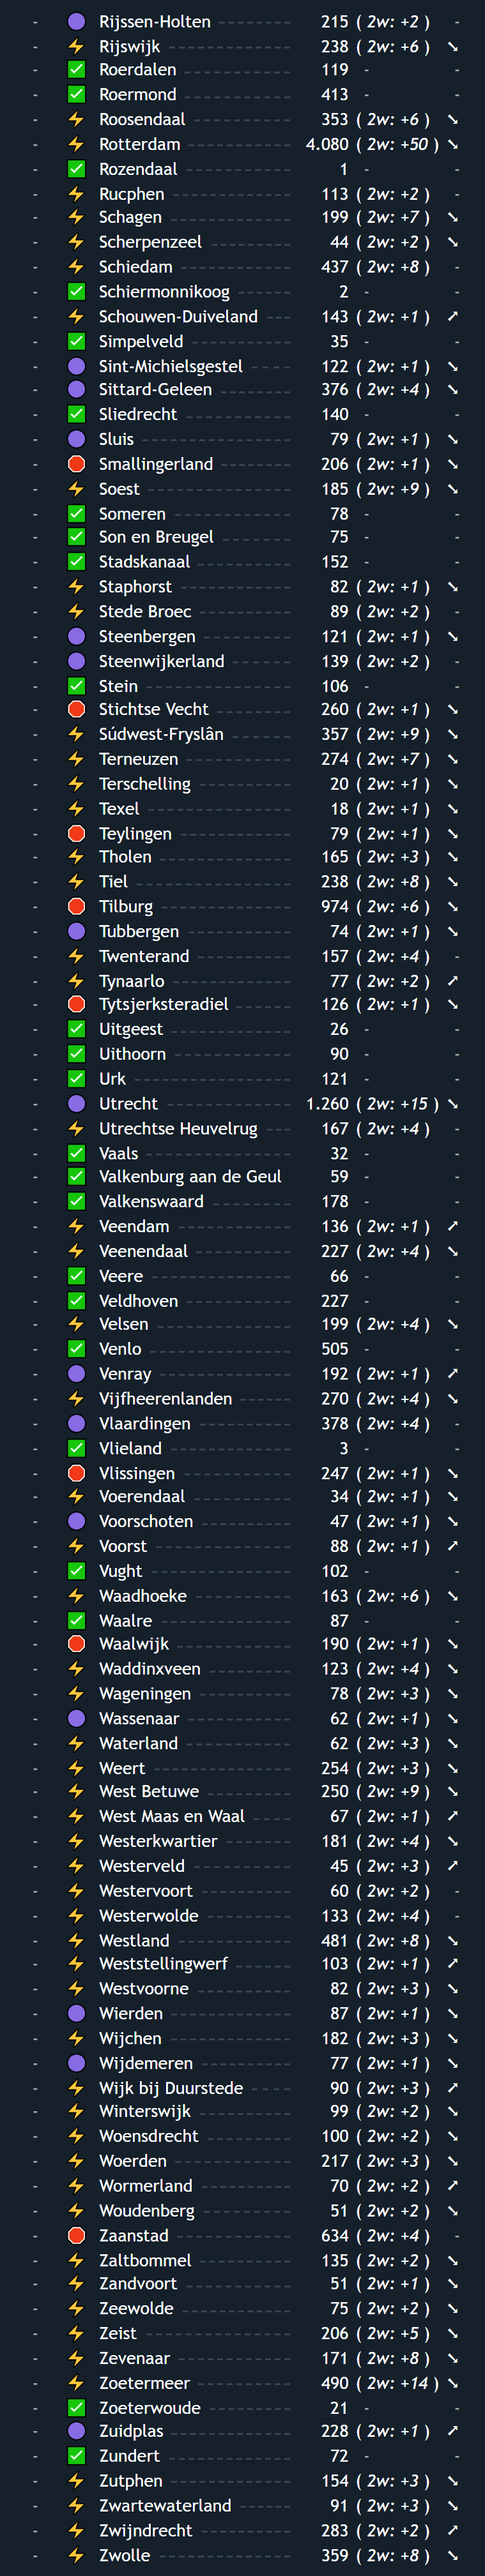 - Rijssen-Holten 215 ( 2w: +2 ) -
- Rijswijk 238 ( 2w: +6 ) ➘
- Roerdalen 119 - -
- Roermond 413 - -
- Roosendaal 353 ( 2w: +6 ) ➘
- Rotterdam 4.080 ( 2w: +50 ) ➘
- Rozendaal 1 - -
- Rucphen 113 ( 2w: +2 ) -
- Schagen 199 ( 2w: +7 ) ➘
- Scherpenzeel 44 ( 2w: +2 ) ➘
- Schiedam 437 ( 2w: +8 ) -
- Schiermonnikoog 2 - -
- Schouwen-Duiveland 143 ( 2w: +1 ) ➚
- Simpelveld 35 - -
- Sint-Michielsgestel 122 ( 2w: +1 ) ➘
- Sittard-Geleen 376 ( 2w: +4 ) ➘
- Sliedrecht 140 - -
- Sluis 79 ( 2w: +1 ) ➘
- Smallingerland 206 ( 2w: +1 ) ➘
- Soest 185 ( 2w: +9 ) ➘
- Someren 78 - -
- Son en Breugel 75 - -
- Stadskanaal 152 - -
- Staphorst 82 ( 2w: +1 ) ➘
- Stede Broec 89 ( 2w: +2 ) -
- Steenbergen 121 ( 2w: +1 ) ➘
- Steenwijkerland 139 ( 2w: +2 ) -
- Stein 106 - -
- Stichtse Vecht 260 ( 2w: +1 ) ➘
- Súdwest-Fryslân 357 ( 2w: +9 ) ➘
- Terneuzen 274 ( 2w: +7 ) ➘
- Terschelling 20 ( 2w: +1 ) ➘
- Texel 18 ( 2w: +1 ) ➘
- Teylingen 79 ( 2w: +1 ) ➘
- Tholen 165 ( 2w: +3 ) ➘
- Tiel 238 ( 2w: +8 ) ➘
- Tilburg 974 ( 2w: +6 ) ➘
- Tubbergen 74 ( 2w: +1 ) ➘
- Twenterand 157 ( 2w: +4 ) -
- Tynaarlo 77 ( 2w: +2 ) ➚
- Tytsjerksteradiel 126 ( 2w: +1 ) ➘
- Uitgeest 26 - -
- Uithoorn 90 - -
- Urk 121 - -
- Utrecht 1.260 ( 2w: +15 ) ➘
- Utrechtse Heuvelrug 167 ( 2w: +4 ) -
- Vaals 32 - -
- Valkenburg aan de Geul 59 - -
- Valkenswaard 178 - -
- Veendam 136 ( 2w: +1 ) ➚
- Veenendaal 227 ( 2w: +4 ) ➘
- Veere 66 - -
- Veldhoven 227 - -
- Velsen 199 ( 2w: +4 ) ➘
- Venlo 505 - -
- Venray 192 ( 2w: +1 ) ➚
- Vijfheerenlanden 270 ( 2w: +4 ) ➘
- Vlaardingen 378 ( 2w: +4 ) -
- Vlieland 3 - -
- Vlissingen 247 ( 2w: +1 ) ➘
- Voerendaal 34 ( 2w: +1 ) ➘
- Voorschoten 47 ( 2w: +1 ) ➘
- Voorst 88 ( 2w: +1 ) ➚
- Vught 102 - -
- Waadhoeke 163 ( 2w: +6 ) ➘
- Waalre 87 - -
- Waalwijk 190 ( 2w: +1 ) ➘
- Waddinxveen 123 ( 2w: +4 ) ➘
- Wageningen 78 ( 2w: +3 ) ➘
- Wassenaar 62 ( 2w: +1 ) ➘
- Waterland 62 ( 2w: +3 ) ➘
- Weert 254 ( 2w: +3 ) ➘
- West Betuwe 250 ( 2w: +9 ) ➘
- West Maas en Waal 67 ( 2w: +1 ) ➚
- Westerkwartier 181 ( 2w: +4 ) ➘
- Westerveld 45 ( 2w: +3 ) ➚
- Westervoort 60 ( 2w: +2 ) -
- Westerwolde 133 ( 2w: +4 ) -
- Westland 481 ( 2w: +8 ) ➘
- Weststellingwerf 103 ( 2w: +1 ) ➚
- Westvoorne 82 ( 2w: +3 ) ➘
- Wierden 87 ( 2w: +1 ) ➘
- Wijchen 182 ( 2w: +3 ) ➘
- Wijdemeren 77 ( 2w: +1 ) ➘
- Wijk bij Duurstede 90 ( 2w: +3 ) ➚
- Winterswijk 99 ( 2w: +2 ) ➘
- Woensdrecht 100 ( 2w: +2 ) ➘
- Woerden 217 ( 2w: +3 ) ➘
- Wormerland 70 ( 2w: +2 ) ➚
- Woudenberg 51 ( 2w: +2 ) ➘
- Zaanstad 634 ( 2w: +4 ) -
- Zaltbommel 135 ( 2w: +2 ) ➘
- Zandvoort 51 ( 2w: +1 ) ➘
- Zeewolde 75 ( 2w: +2 ) ➘
- Zeist 206 ( 2w: +5 ) ➘
- Zevenaar 171 ( 2w: +8 ) ➘
- Zoetermeer 490 ( 2w: +14 ) ➘
- Zoeterwoude 21 - -
- Zuidplas 228 ( 2w: +1 ) ➚
- Zundert 72 - -
- Zutphen 154 ( 2w: +3 ) ➘
- Zwartewaterland 91 ( 2w: +3 ) ➘
- Zwijndrecht 283 ( 2w: +2 ) ➚
- Zwolle 359 ( 2w: +8 ) ➘